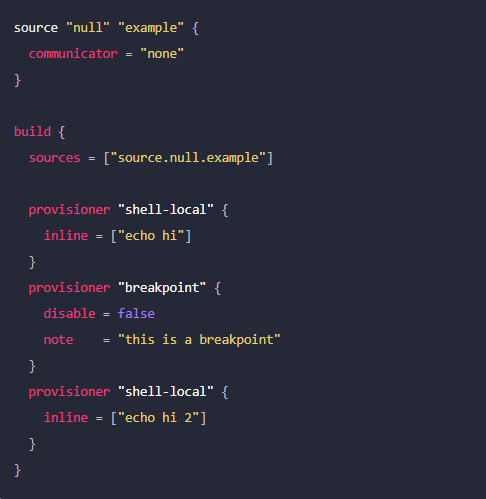 source "null" "example" {
  communicator = "none"
}

build {
  sources = ["source.null.example"]

  provisioner "shell-local" {
    inline = ["echo hi"]
  }
  provisioner "breakpoint" {
    disable = false
    note    = "this is a breakpoint"
  }
  provisioner "shell-local" {
    inline = ["echo hi 2"]
  }
}